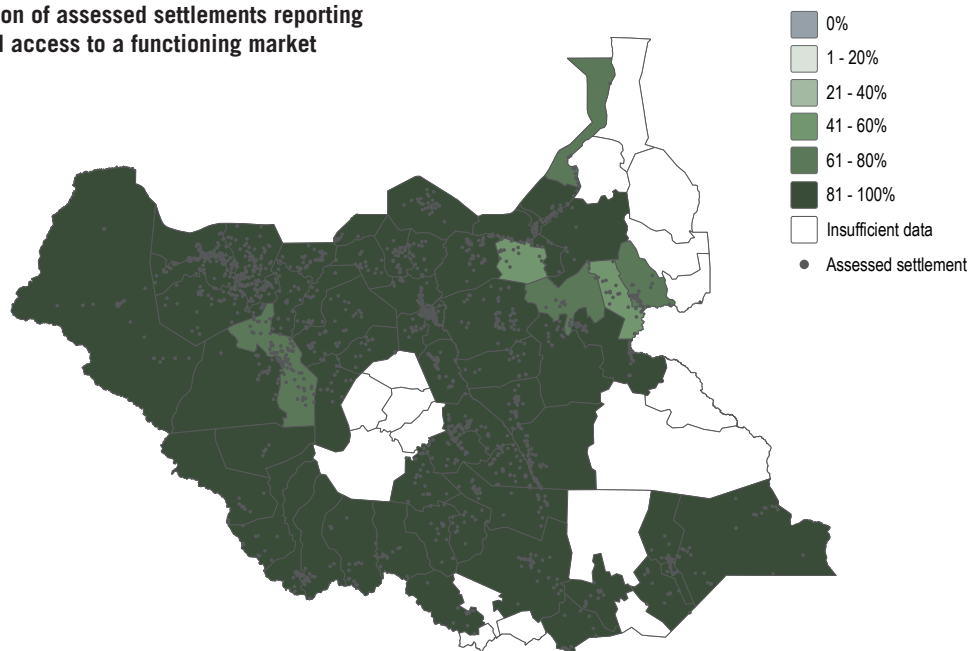 of assessed settlements reporting
access to a functioning market
0%
1 - 20%
21 - 40%
41 - 60%
61 - 80%
81 - 100%
Insufficient data
Assessed settlement